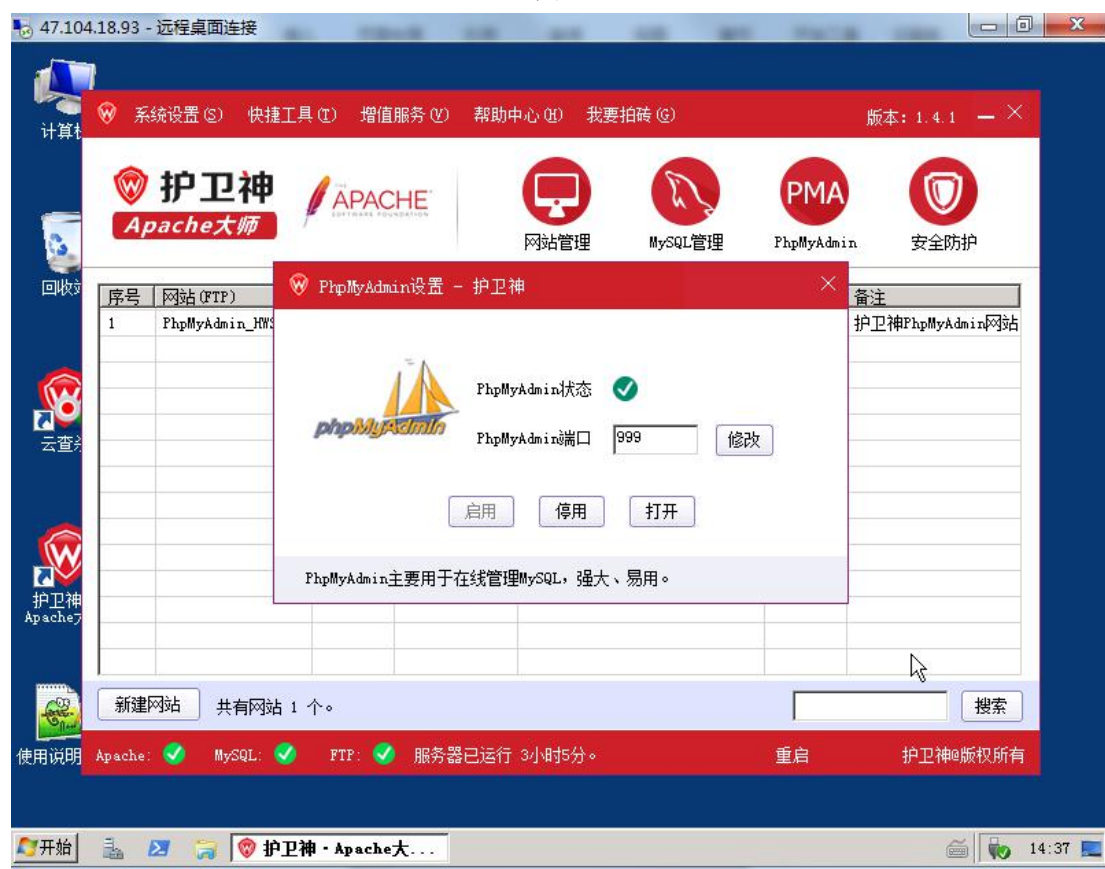 47.104.18.93 - 远程桌面连接
计算机
系统设置(S) 快捷工具(T) 增值服务(V) 帮助中心(H) 我要拍砖(G) 版本: 1.4.1
护卫神
Apache大师
THE
APACHE
SOFTWARE FOUNDATION
PMA
网站管理 MySQL管理 PhpMyAdmin 安全防护
回收站
PhpMyAdmin设置 - 护卫神
序号 网站(FTP) 备注
1 PhpMyAdmin_HWS 护卫神PhpMyAdmin网站
phpMyAdmin
PhpMyAdmin状态
PhpMyAdmin端口 999 修改
云查杀
启用 停用 打开
PhpMyAdmin主要用于在线管理MySQL，强大、易用。
护卫神
Apache大
新建网站 共有网站 1 个。 搜索
使用说明
Apache: MySQL: FTP: 服务器已运行 3小时5分。 重启 护卫神@版权所有
开始 护卫神·Apache大... 14:37